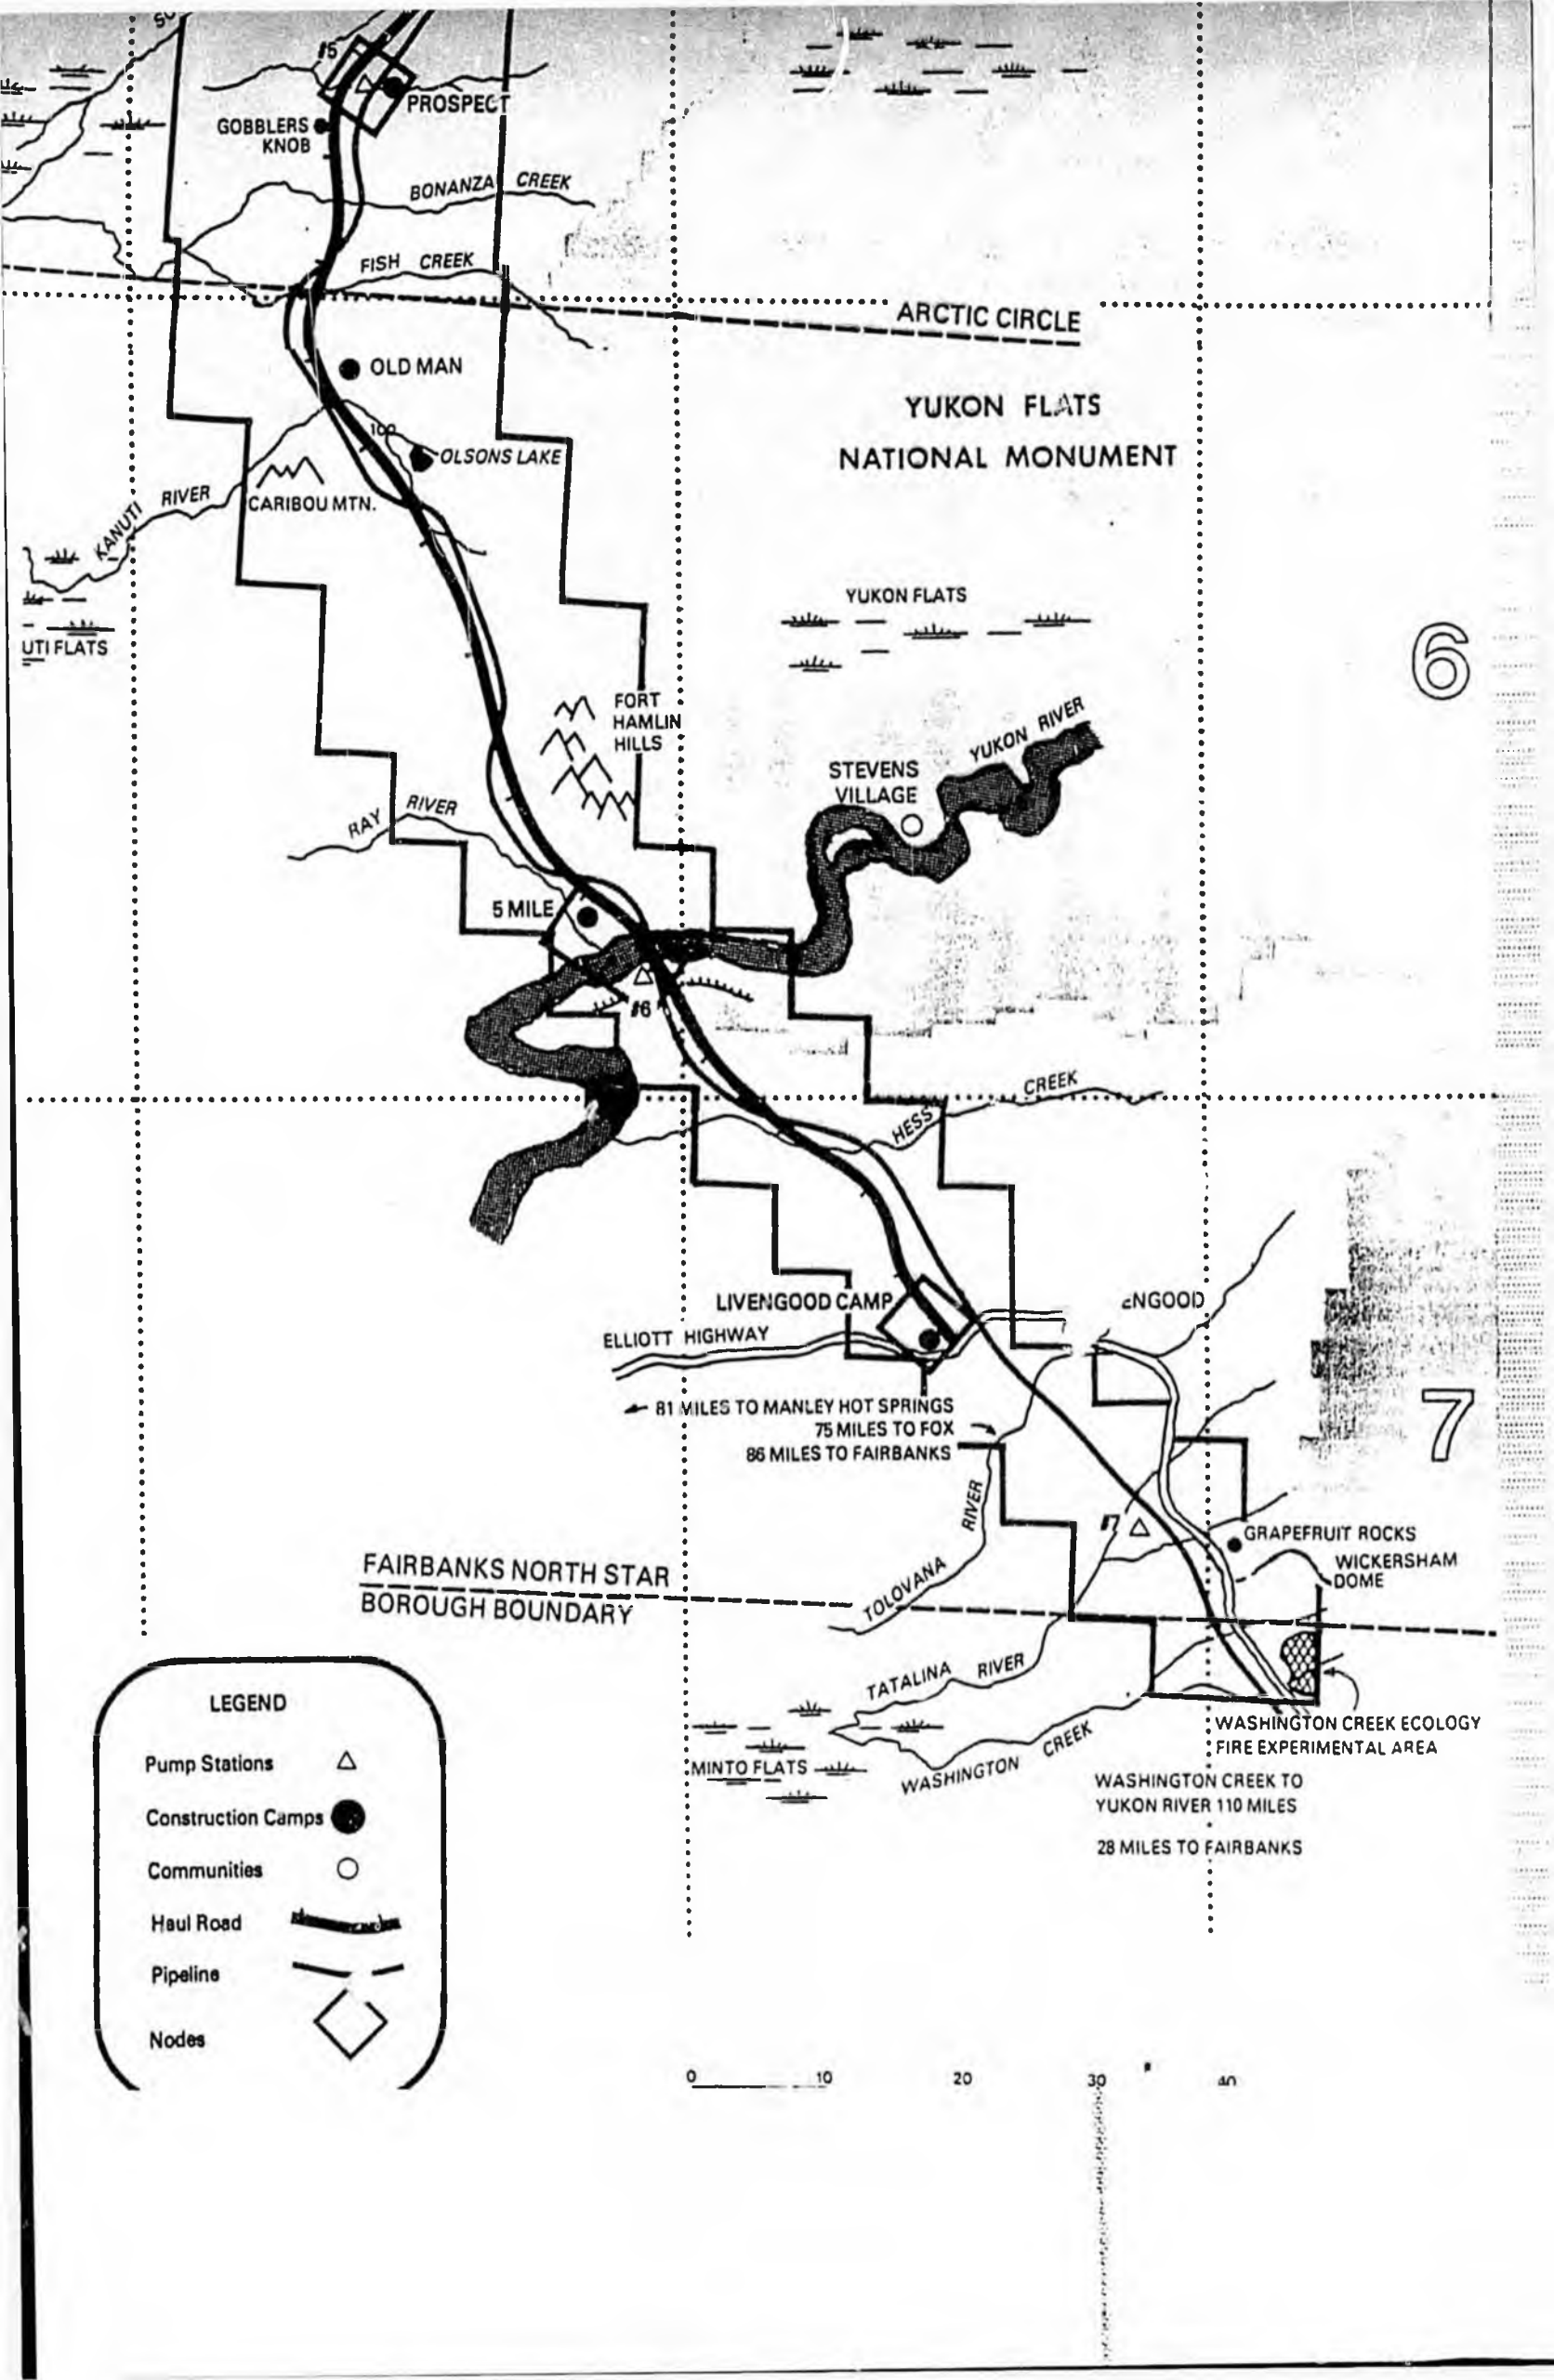 #5
PROSPECT
GOBBLERS
KNOB
BONANZA CREEK
FISH CREEK
ARCTIC CIRCLE
OLD MAN
YUKON FLATS
NATIONAL MONUMENT
100
OLSONS LAKE
KANUTI RIVER
CARIBOU MTN.
YUKON FLATS
UTI FLATS
6
FORT
HAMLIN
HILLS
YUKON RIVER
STEVENS
VILLAGE
RAY RIVER
5 MILE
#6
HESS CREEK
LIVENGOOD CAMP
ENGOOD
ELLIOTT HIGHWAY
81 MILES TO MANLEY HOT SPRINGS
75 MILES TO FOX
86 MILES TO FAIRBANKS
7
TOLOVANA RIVER
#7
GRAPEFRUIT ROCKS
WICKERSHAM
DOME
FAIRBANKS NORTH STAR
BOROUGH BOUNDARY
TATALINA RIVER
WASHINGTON CREEK
MINTO FLATS
WASHINGTON CREEK ECOLOGY
FIRE EXPERIMENTAL AREA
WASHINGTON CREEK TO
YUKON RIVER 110 MILES
28 MILES TO FAIRBANKS
LEGEND
Pump Stations
Construction Camps
Communities
Haul Road
Pipeline
Nodes
0 10 20 30 40